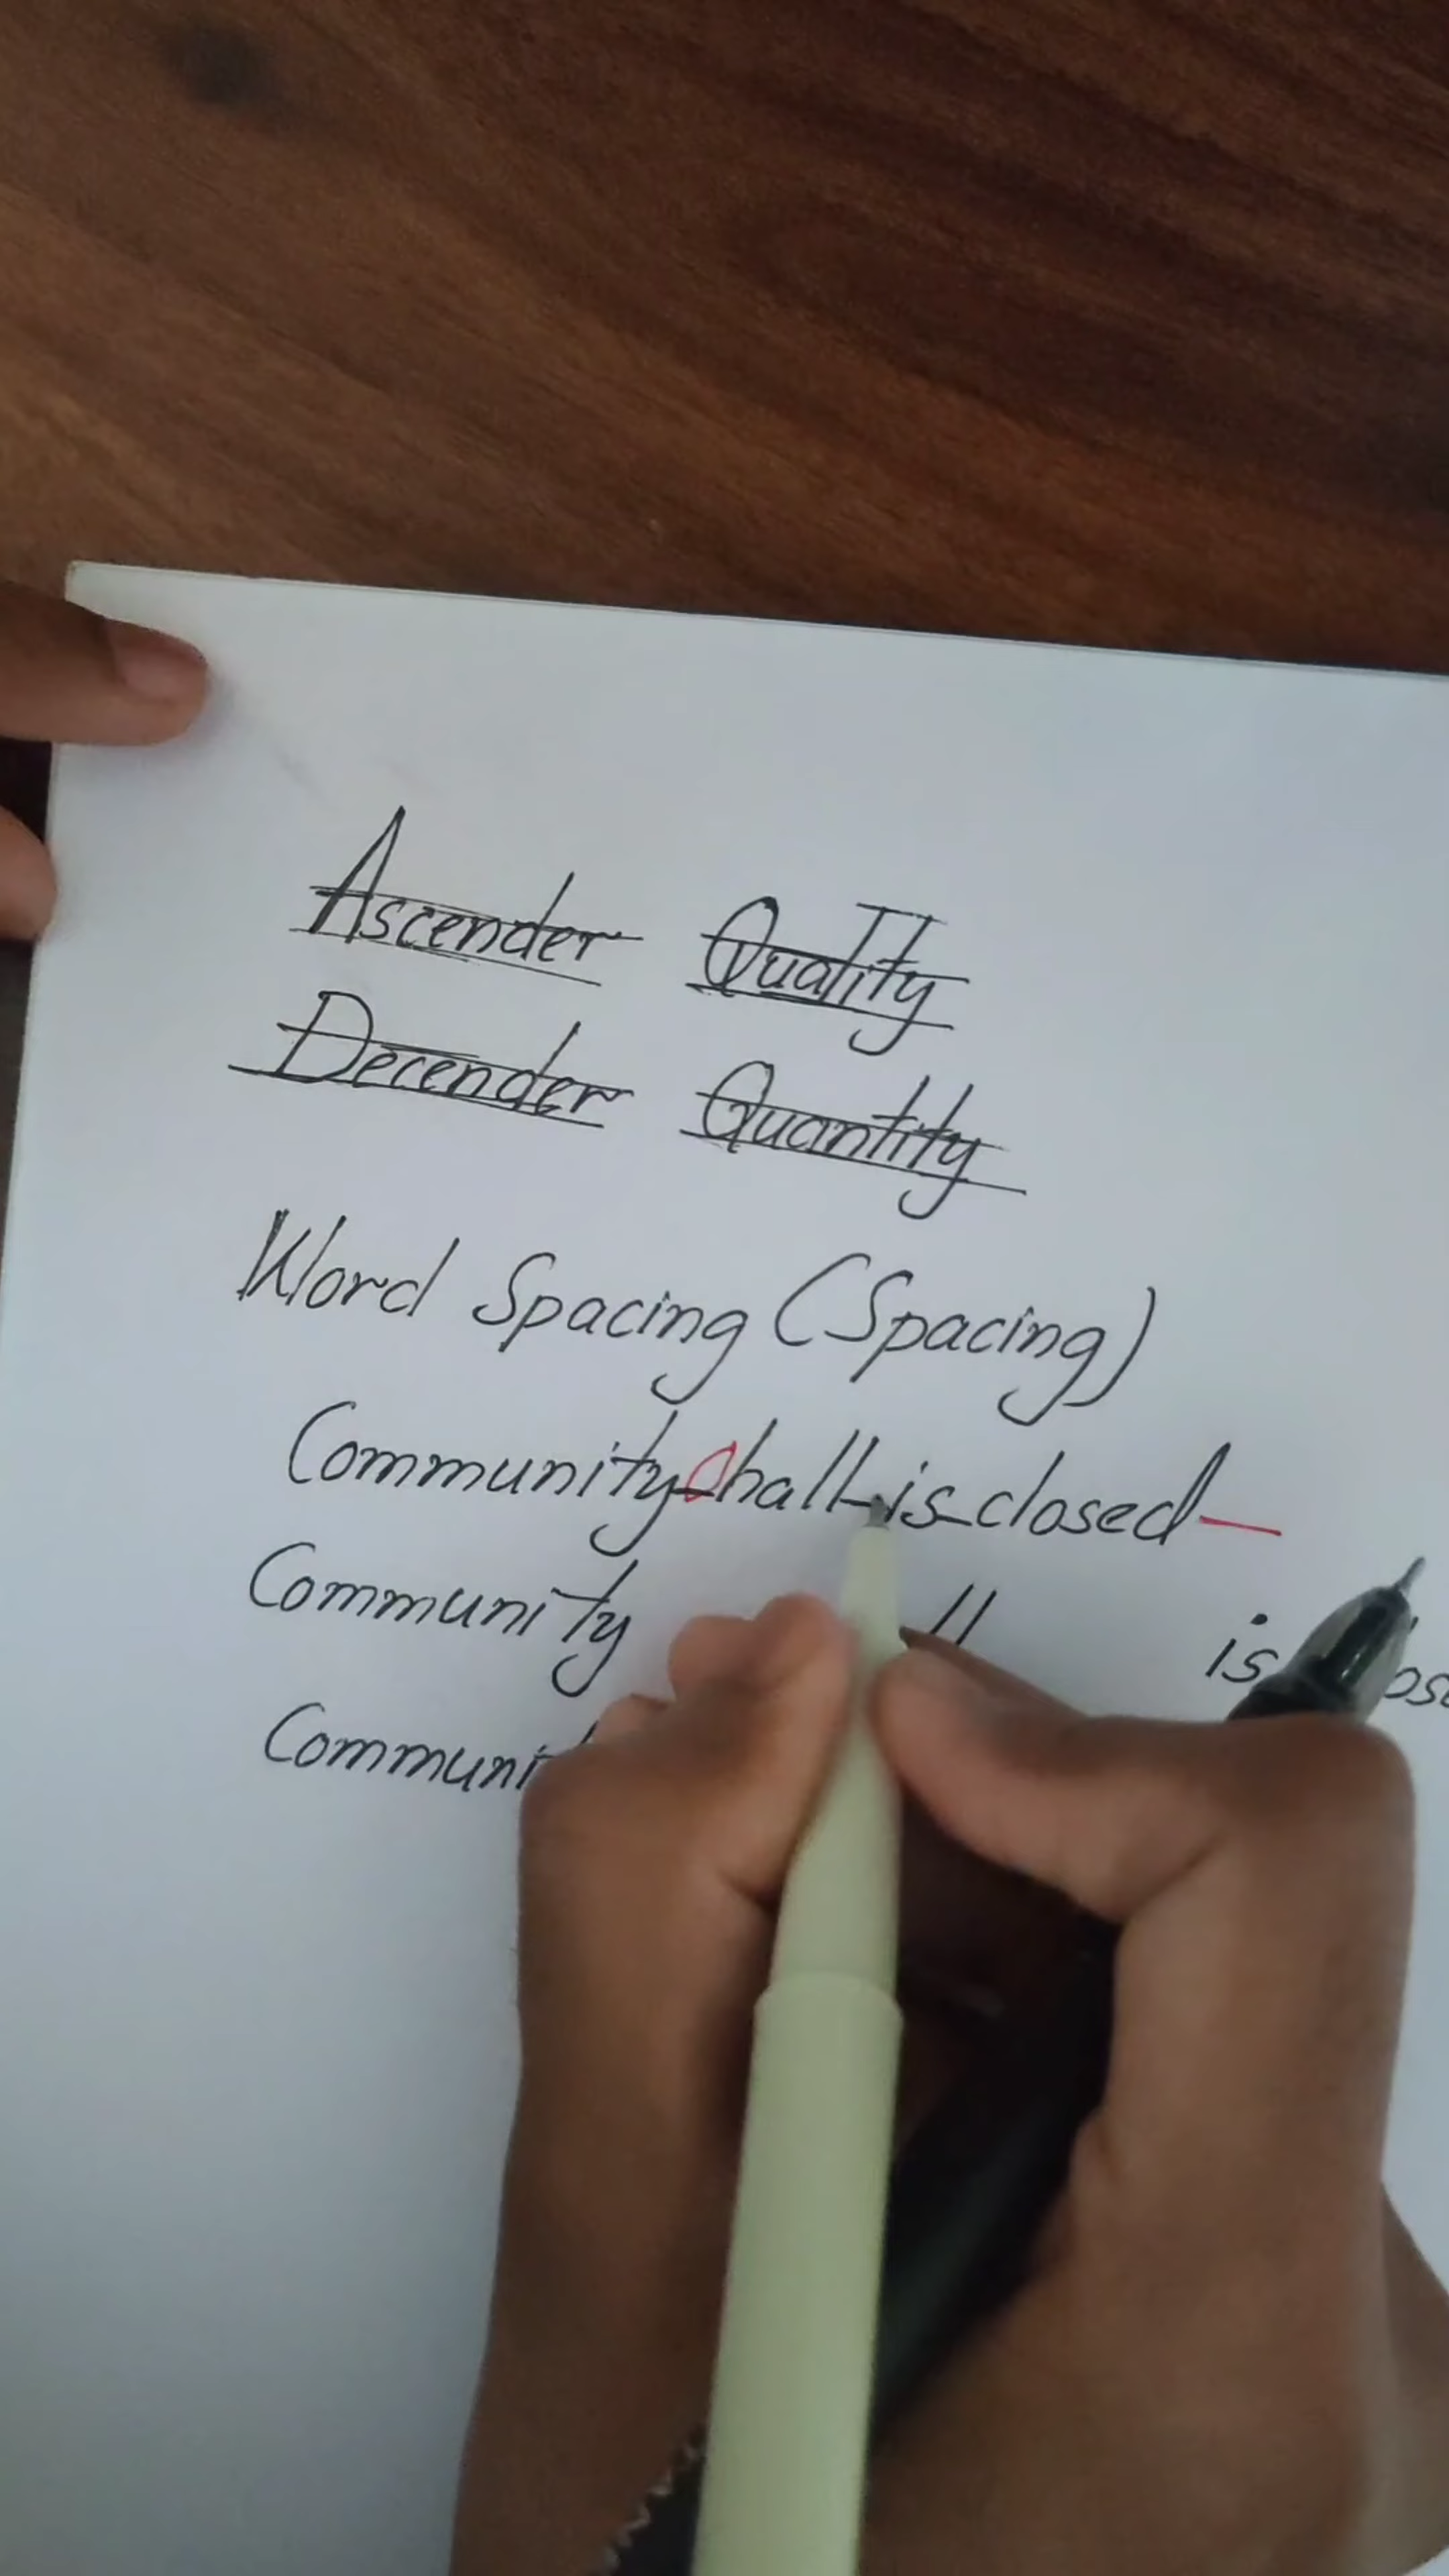 Ascender Quality
Decender Quantity
Word Spacing (Spacing)
Community hall is closed
Community is